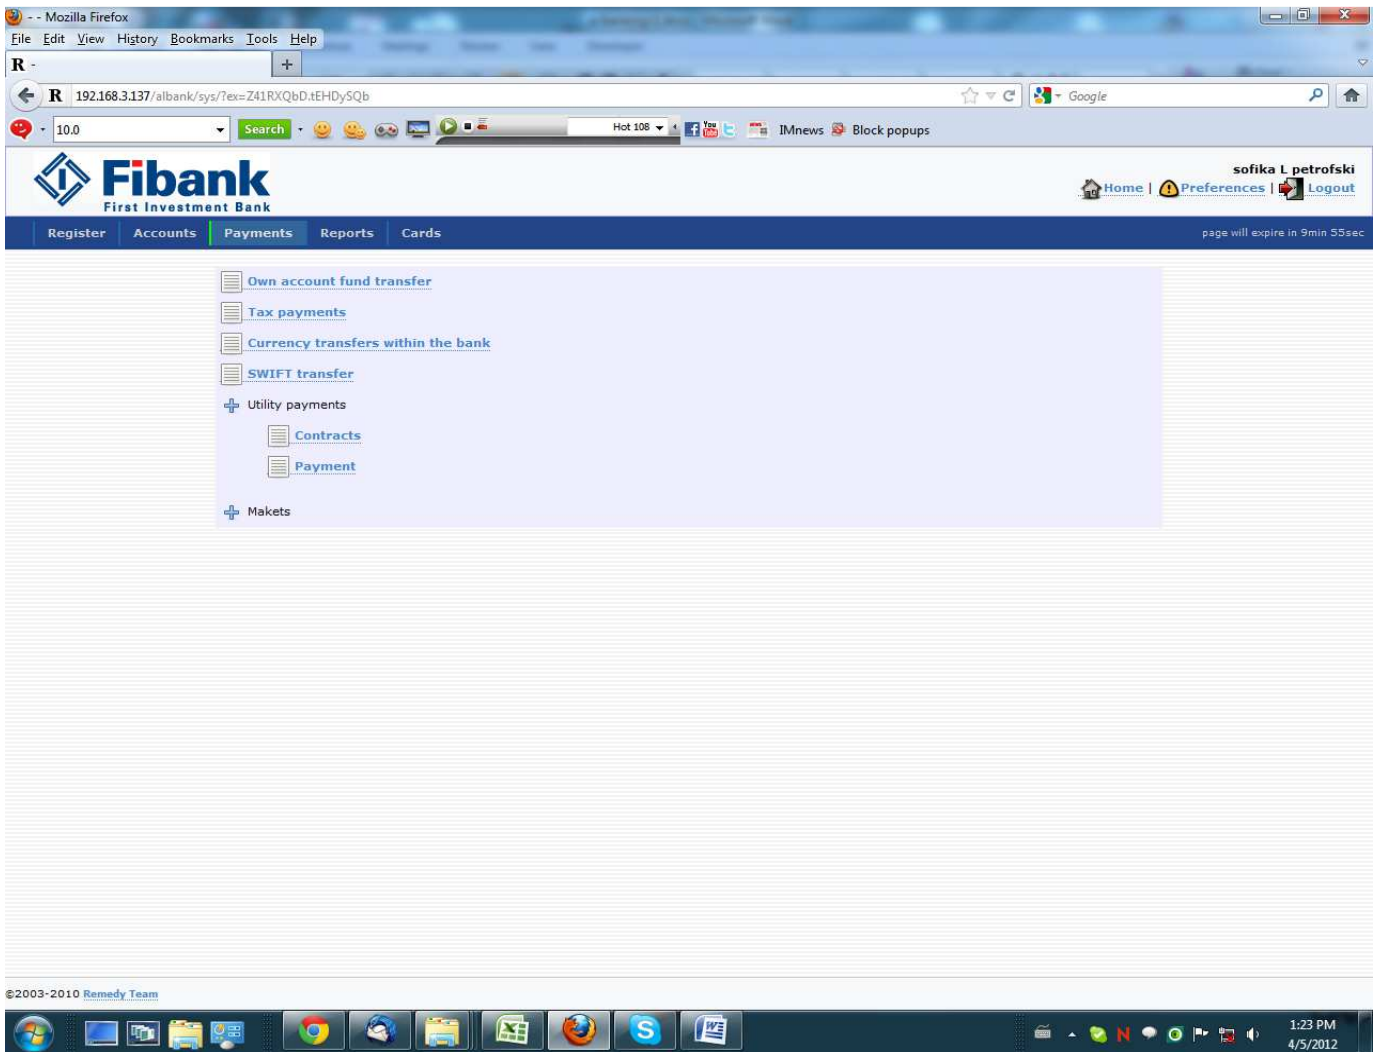 - - Mozilla Firefox
File Edit View History Bookmarks Tools Help
R -
+
R 192.168.3.137/albank/sys/?ex=Z41RXQbD.tEHDySQb
Google
10.0 Search Hot 108 You IMnews Block popups
Fibank
First Investment Bank
sofika L petrofski
Home | Preferences | Logout
Register Accounts Payments Reports Cards page will expire in 9min 55sec
Own account fund transfer
Tax payments
Currency transfers within the bank
SWIFT transfer
Utility payments
Contracts
Payment
Makets
©2003-2010 Remedy Team
1:23 PM
4/5/2012